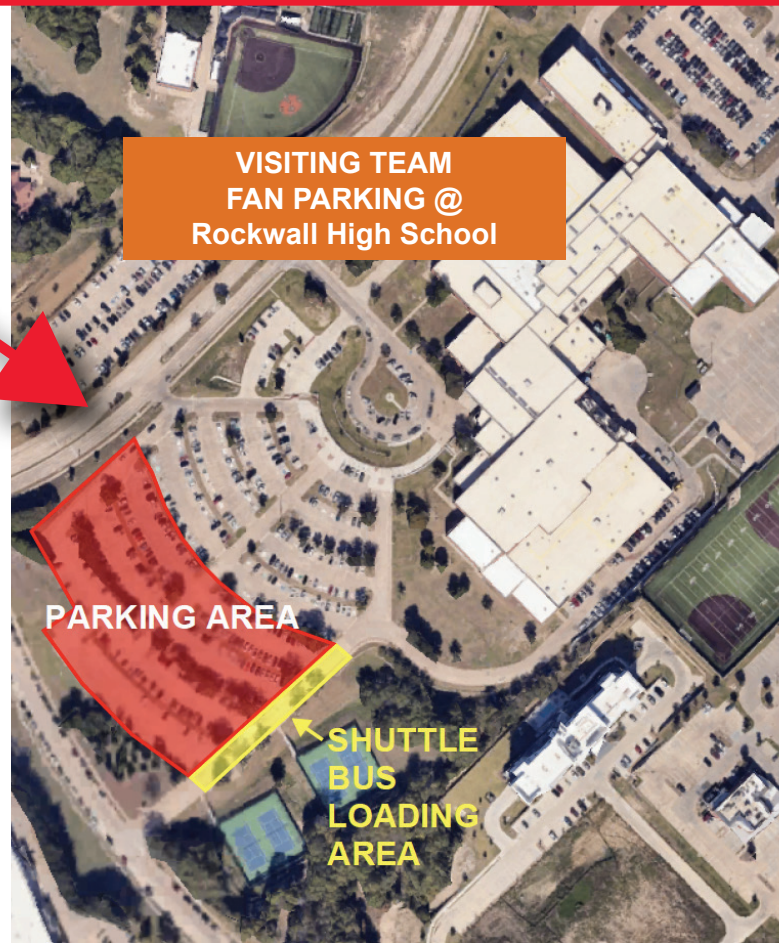 VISITING TEAM
FAN PARKING @
Rockwall High School
PARKING AREA
SHUTTLE
BUS
LOADING
AREA